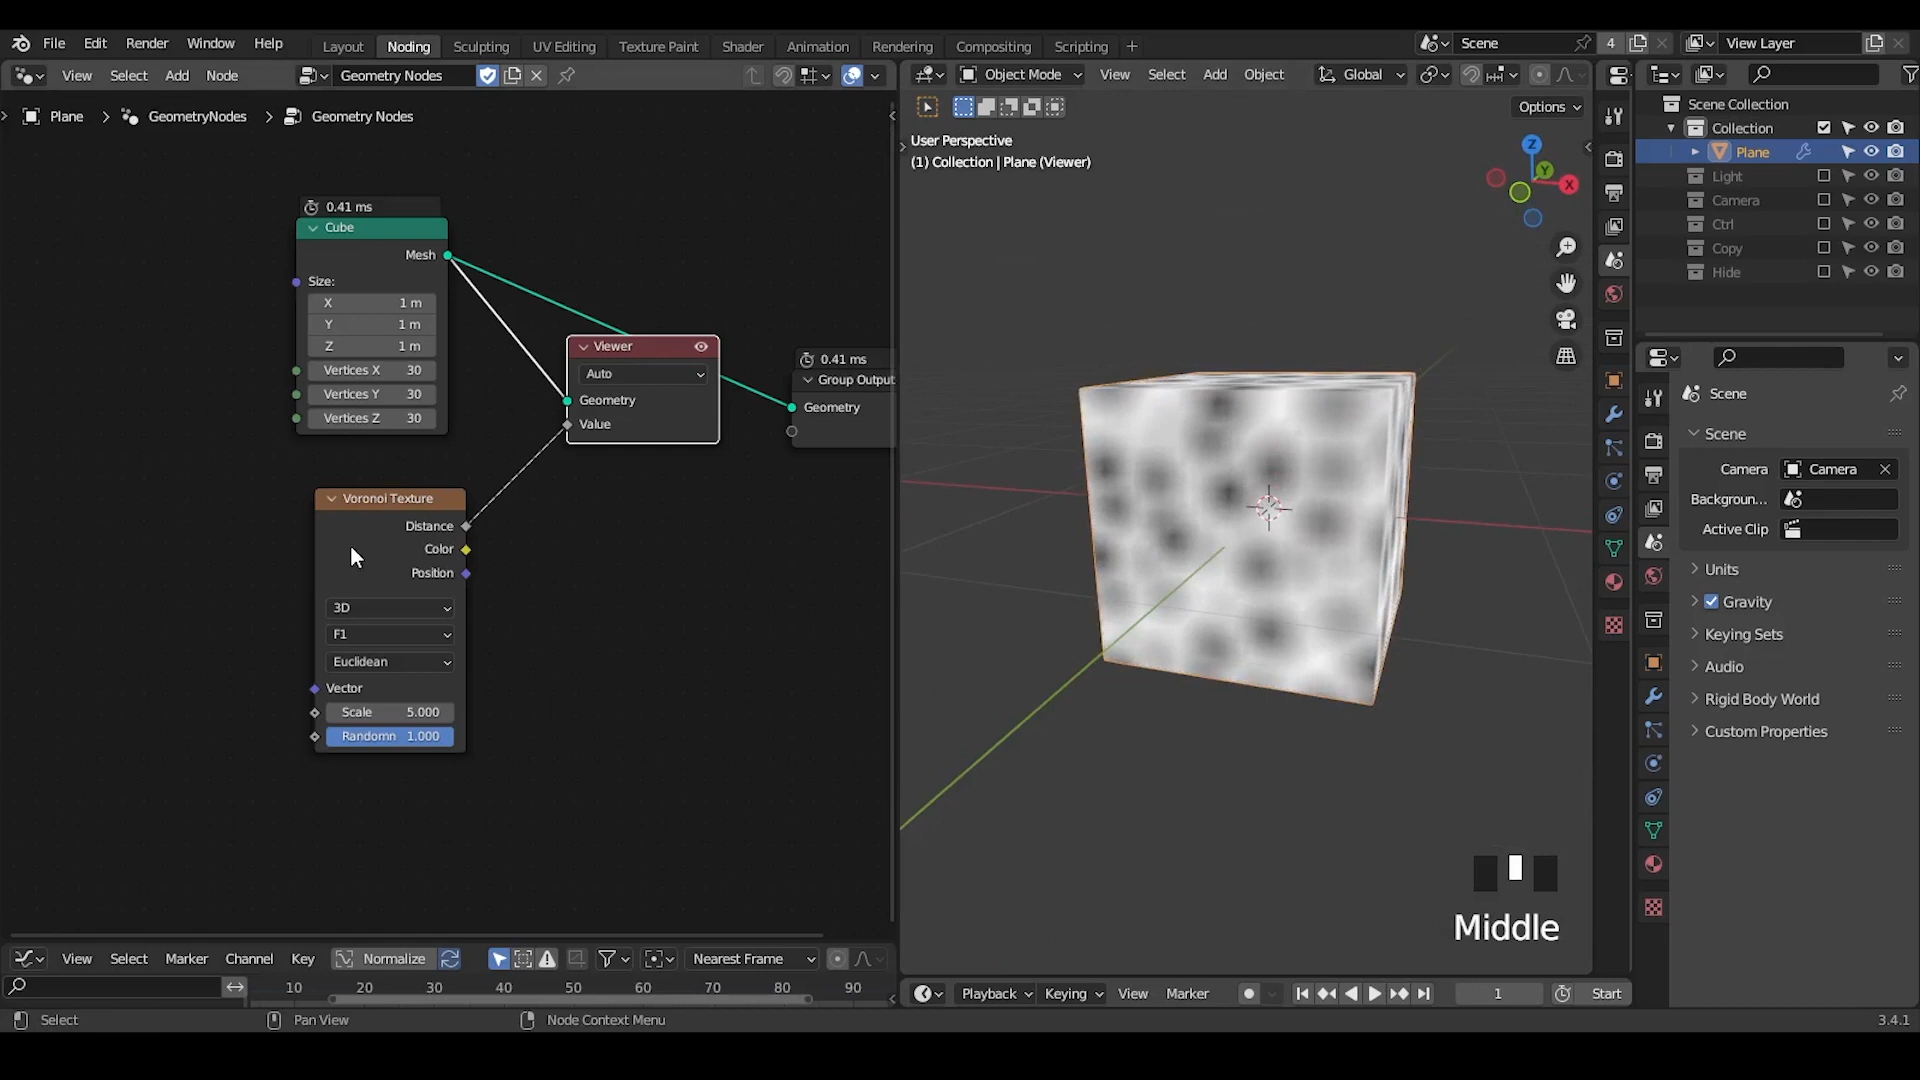 File Edit Render Window Help
Layout Noding Sculpting UV Editing Texture Paint Shader Animation Rendering Compositing Scripting +
Scene 4 View Layer
View Select Add Node Geometry Nodes
Object Mode View Select Add Object Global
Options
Plane > GeometryNodes > Geometry Nodes
User Perspective
(1) Collection | Plane (Viewer)
Z
Y
X
Scene Collection
Collection
Plane
Light
Camera
Ctrl
Copy
Hide
0.41 ms
Cube
Mesh
Size:
X 1 m
Y 1 m
Z 1 m
Vertices X 30
Vertices Y 30
Vertices Z 30
Viewer
Auto
Geometry
Value
0.41 ms
Group Output
Geometry
Voronoi Texture
Distance
Color
Position
3D
F1
Euclidean
Vector
Scale 5.000
Randomn 1.000
Scene
Scene
Camera Camera
Backgroun...
Active Clip
Units
Gravity
Keying Sets
Audio
Rigid Body World
Custom Properties
Middle
View Select Marker Channel Key Normalize Nearest Frame
10 20 30 40 50 60 70 80 90
Playback Keying View Marker 1 Start
Select Pan View Node Context Menu 3.4.1